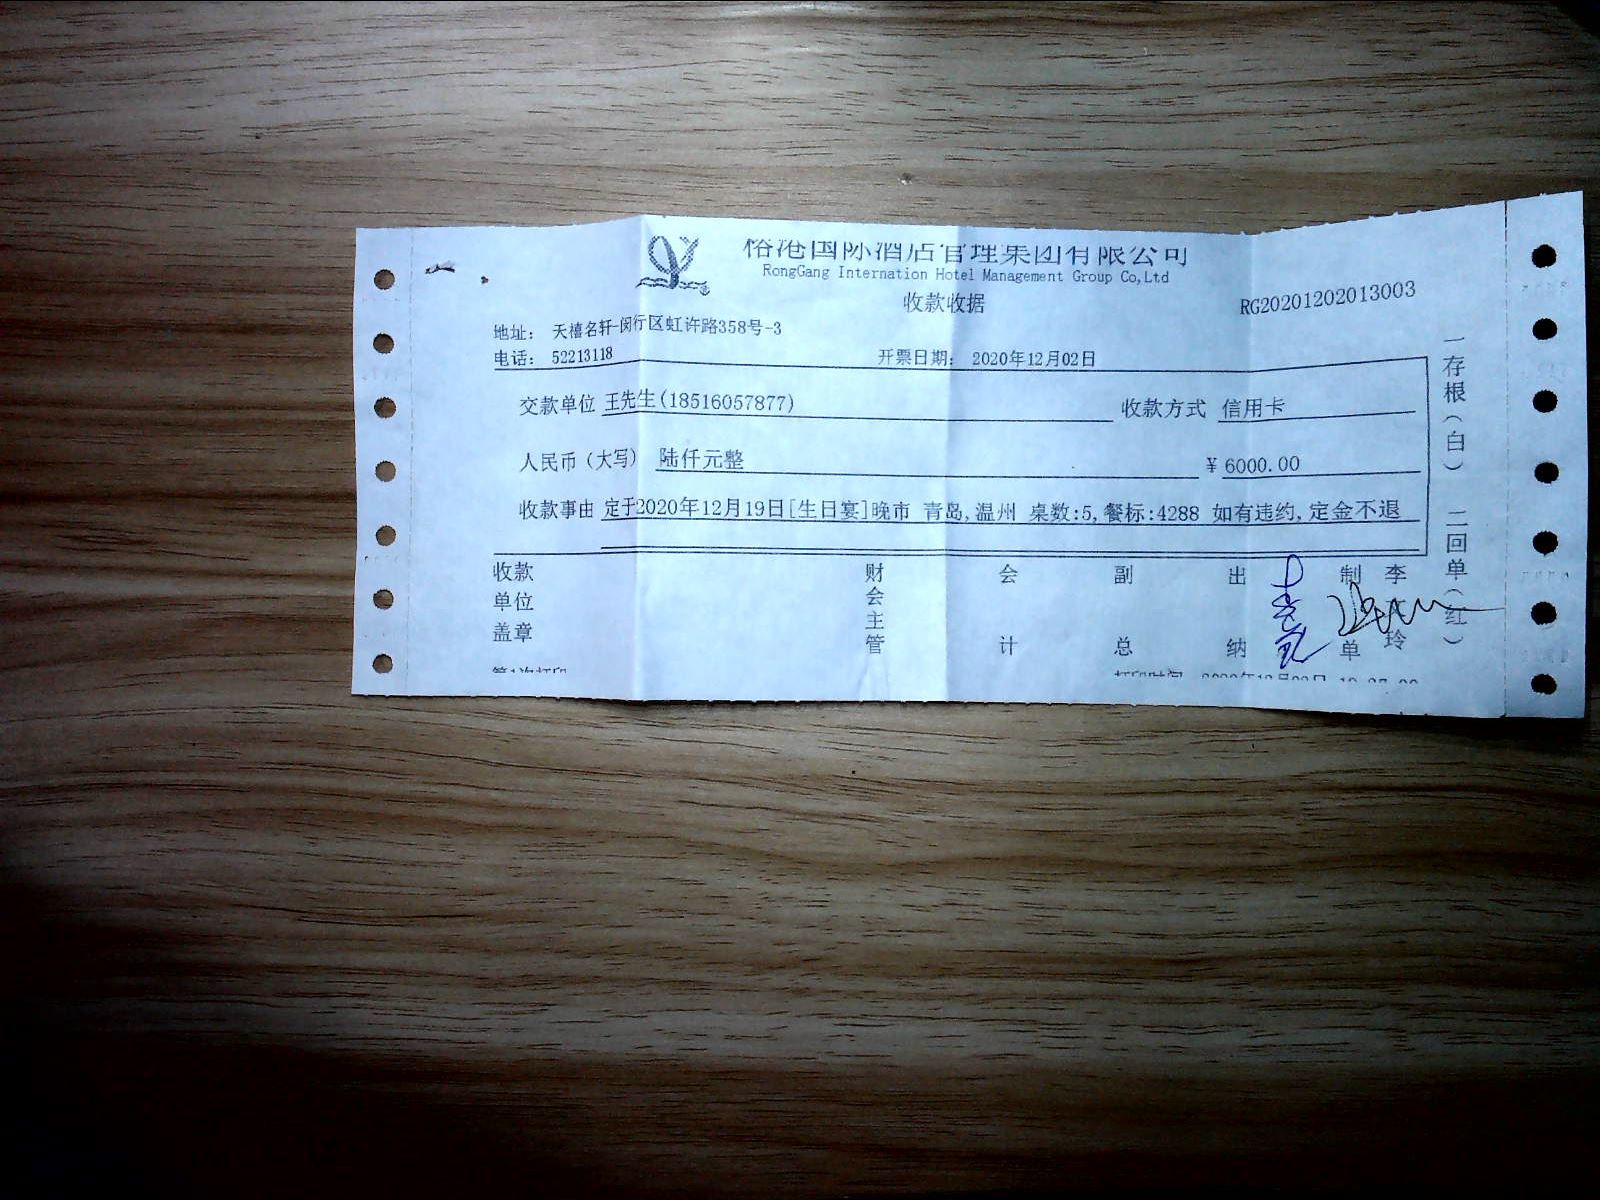 港国际酒店管理集团有限公司
RongGang Internation Hotel Management Group Co,Ltd
收款收据
RG20201202013003
地址: 天禧名轩-闵行区虹许路358号-3
电话: 52213118 开票日期: 2020年12月02日
交款单位 王先生(18516057877) 收款方式 信用卡
人民币(大写) 陆仟元整 ¥ 6000.00
收款事由 定于2020年12月19日[生日宴]晚市 青岛,温州 桌数:5,餐标:4288 如有违约,定金不退
收款单位盖章 财会主管 会计 副总 出纳 制单 李 玲
一存根(白) 二回单(红)